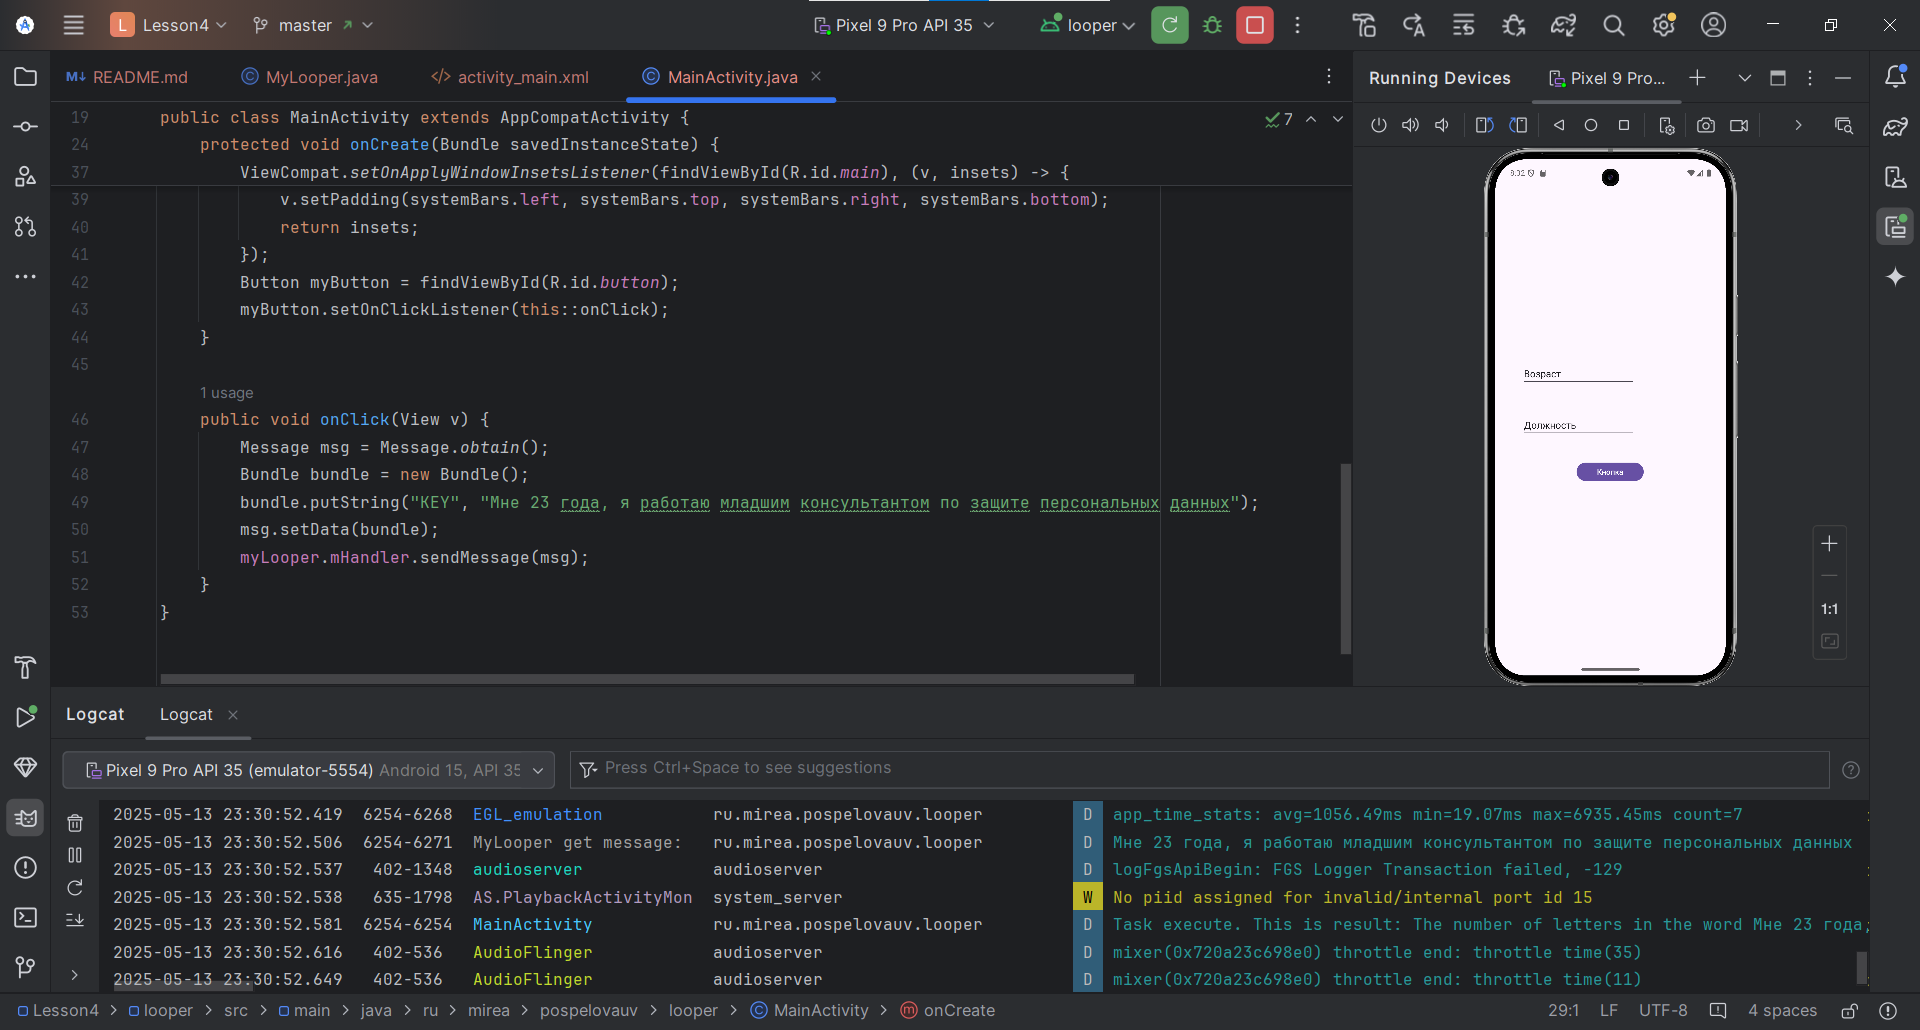 L Lesson4 master Pixel 9 Pro API 35 looper
README.md MyLooper.java activity_main.xml MainActivity.java
Running Devices Pixel 9 Pro...
19 public class MainActivity extends AppCompatActivity {
24 protected void onCreate(Bundle savedInstanceState) {
37 ViewCompat.setOnApplyWindowInsetsListener(findViewById(R.id.main), (v, insets) -> {
39 v.setPadding(systemBars.left, systemBars.top, systemBars.right, systemBars.bottom);
40 return insets;
41 });
42 Button myButton = findViewById(R.id.button);
43 myButton.setOnClickListener(this::onClick);
44 }
45
1 usage
46 public void onClick(View v) {
47 Message msg = Message.obtain();
48 Bundle bundle = new Bundle();
49 bundle.putString("KEY", "Мне 23 года, я работаю младшим консультантом по защите персональных данных");
50 msg.setData(bundle);
51 myLooper.mHandler.sendMessage(msg);
52 }
53 }
7
Возраст
Должность
Кнопка
1:1
Logcat Logcat
Pixel 9 Pro API 35 (emulator-5554) Android 15, API 35
Press Ctrl+Space to see suggestions
2025-05-13 23:30:52.419 6254-6268 EGL_emulation ru.mirea.pospelovauv.looper D app_time_stats: avg=1056.49ms min=19.07ms max=6935.45ms count=7
2025-05-13 23:30:52.506 6254-6271 MyLooper get message: ru.mirea.pospelovauv.looper D Мне 23 года, я работаю младшим консультантом по защите персональных данных
2025-05-13 23:30:52.537 402-1348 audioserver audioserver D logFgsApiBegin: FGS Logger Transaction failed, -129
2025-05-13 23:30:52.538 635-1798 AS.PlaybackActivityMon system_server W No piid assigned for invalid/internal port id 15
2025-05-13 23:30:52.581 6254-6254 MainActivity ru.mirea.pospelovauv.looper D Task execute. This is result: The number of letters in the word Мне 23 года,
2025-05-13 23:30:52.616 402-536 AudioFlinger audioserver D mixer(0x720a23c698e0) throttle end: throttle time(35)
2025-05-13 23:30:52.649 402-536 AudioFlinger audioserver D mixer(0x720a23c698e0) throttle end: throttle time(11)
Lesson4 looper src main java ru mirea pospelovauv looper MainActivity onCreate
29:1 LF UTF-8 4 spaces